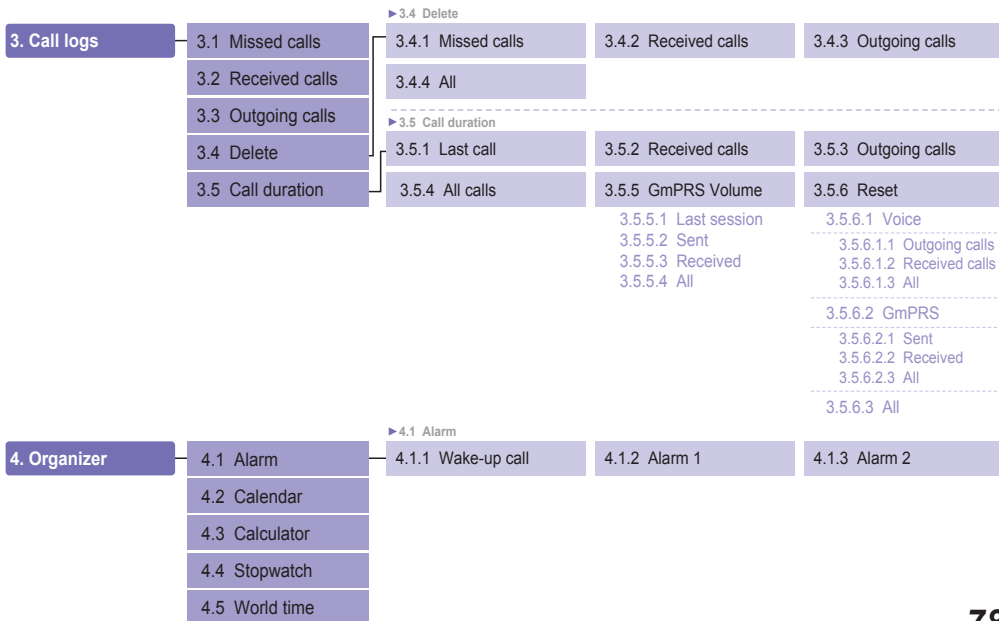 ►3.4 Delete
3. Call logs
3.1 Missed calls
3.2 Received calls
3.3 Outgoing calls
3.4 Delete
3.5 Call duration
3.4.1 Missed calls
3.4.2 Received calls
3.4.3 Outgoing calls
3.4.4 All
►3.5 Call duration
3.5.1 Last call
3.5.2 Received calls
3.5.3 Outgoing calls
3.5.4 All calls
3.5.5 GmPRS Volume
3.5.5.1 Last session
3.5.5.2 Sent
3.5.5.3 Received
3.5.5.4 All
3.5.6 Reset
3.5.6.1 Voice
3.5.6.1.1 Outgoing calls
3.5.6.1.2 Received calls
3.5.6.1.3 All
3.5.6.2 GmPRS
3.5.6.2.1 Sent
3.5.6.2.2 Received
3.5.6.2.3 All
3.5.6.3 All
►4.1 Alarm
4. Organizer
4.1 Alarm
4.2 Calendar
4.3 Calculator
4.4 Stopwatch
4.5 World time
4.1.1 Wake-up call
4.1.2 Alarm 1
4.1.3 Alarm 2